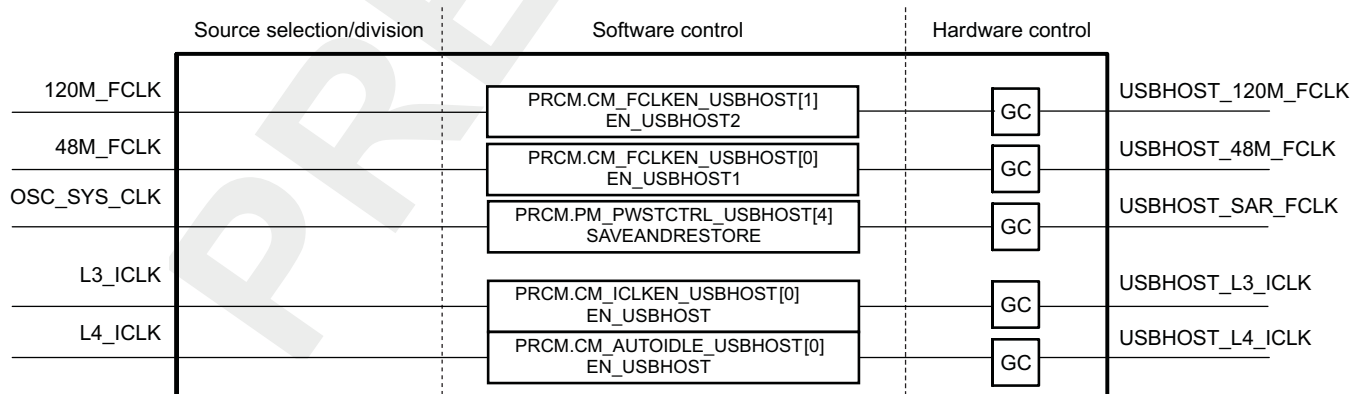 Source selection/division Software control Hardware control
120M_FCLK
PRCM.CM_FCLKEN_USBHOST[1]
EN_USBHOST2
GC
USBHOST_120M_FCLK
48M_FCLK
PRCM.CM_FCLKEN_USBHOST[0]
EN_USBHOST1
GC
USBHOST_48M_FCLK
OSC_SYS_CLK
PRCM.PM_PWSTCTRL_USBHOST[4]
SAVEANDRESTORE
GC
USBHOST_SAR_FCLK
L3_ICLK
PRCM.CM_ICLKEN_USBHOST[0]
EN_USBHOST
GC
USBHOST_L3_ICLK
L4_ICLK
PRCM.CM_AUTOIDLE_USBHOST[0]
EN_USBHOST
GC
USBHOST_L4_ICLK